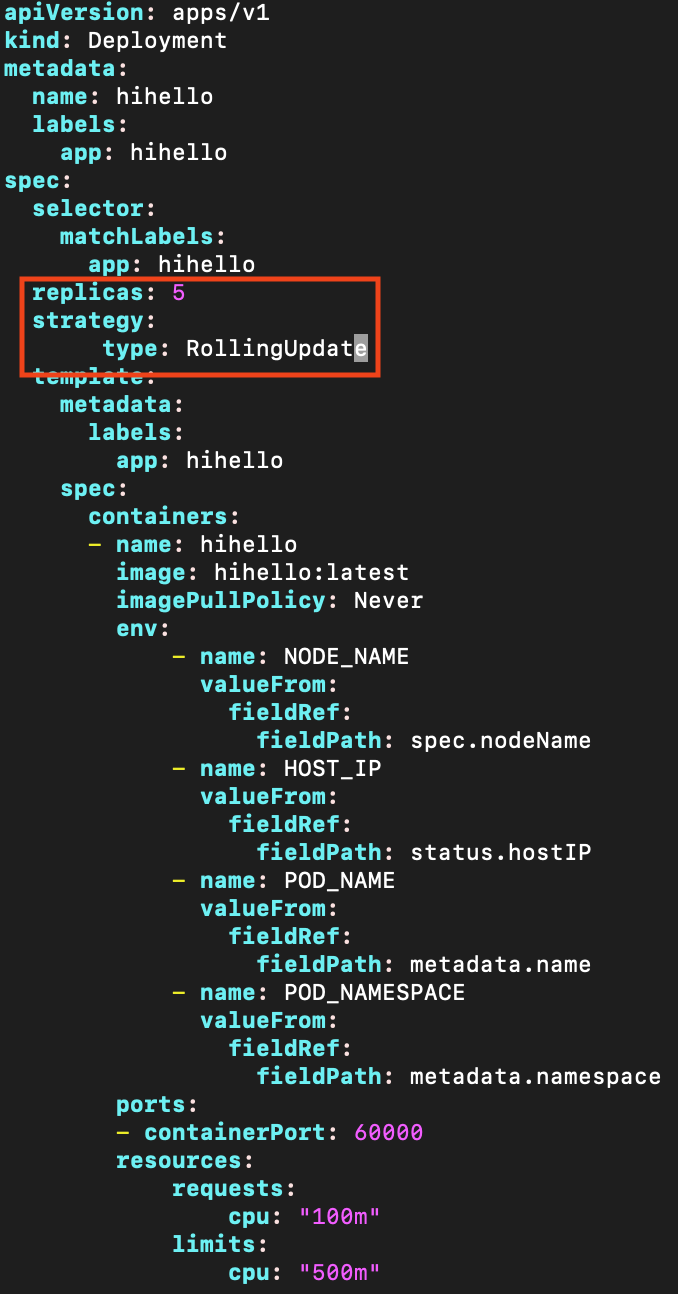 apiVersion: apps/v1
kind: Deployment
metadata:
  name: hihello
  labels:
    app: hihello
spec:
  selector:
    matchLabels:
      app: hihello
  replicas: 5
  strategy:
       type: RollingUpdate
  template:
    metadata:
      labels:
        app: hihello
    spec:
      containers:
      - name: hihello
        image: hihello:latest
        imagePullPolicy: Never
        env:
            - name: NODE_NAME
              valueFrom:
                fieldRef:
                  fieldPath: spec.nodeName
            - name: HOST_IP
              valueFrom:
                fieldRef:
                  fieldPath: status.hostIP
            - name: POD_NAME
              valueFrom:
                fieldRef:
                  fieldPath: metadata.name
            - name: POD_NAMESPACE
              valueFrom:
                fieldRef:
                  fieldPath: metadata.namespace
        ports:
        - containerPort: 60000
        resources:
            requests:
                cpu: "100m"
            limits:
                cpu: "500m"